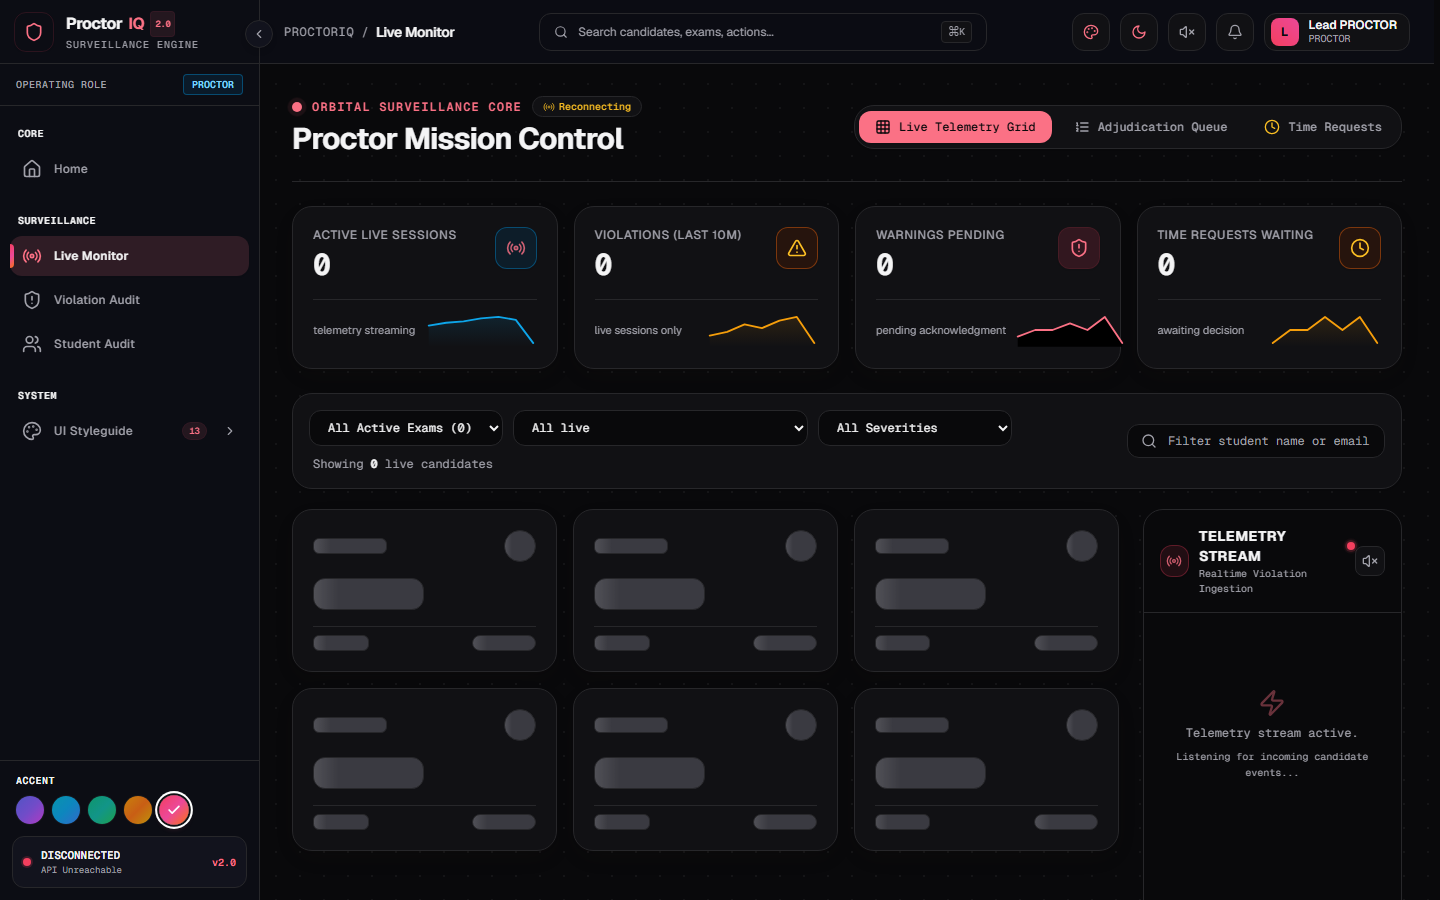 Proctor IQ 2.0
SURVEILLANCE ENGINE
OPERATING ROLE PROCTOR
CORE
Home
SURVEILLANCE
Live Monitor
Violation Audit
Student Audit
SYSTEM
UI Styleguide 13
ACCENT
DISCONNECTED
API Unreachable
v2.0
PROCTORIQ / Live Monitor
Search candidates, exams, actions...
⌘K
L
Lead PROCTOR
PROCTOR
ORBITAL SURVEILLANCE CORE
Reconnecting
Proctor Mission Control
Live Telemetry Grid
Adjudication Queue
Time Requests
ACTIVE LIVE SESSIONS
0
telemetry streaming
VIOLATIONS (LAST 10M)
0
live sessions only
WARNINGS PENDING
0
pending acknowledgment
TIME REQUESTS WAITING
0
awaiting decision
All Active Exams (0)
All live
All Severities
Showing 0 live candidates
Filter student name or email
TELEMETRY
STREAM
Realtime Violation
Ingestion
Telemetry stream active.
Listening for incoming candidate
events...